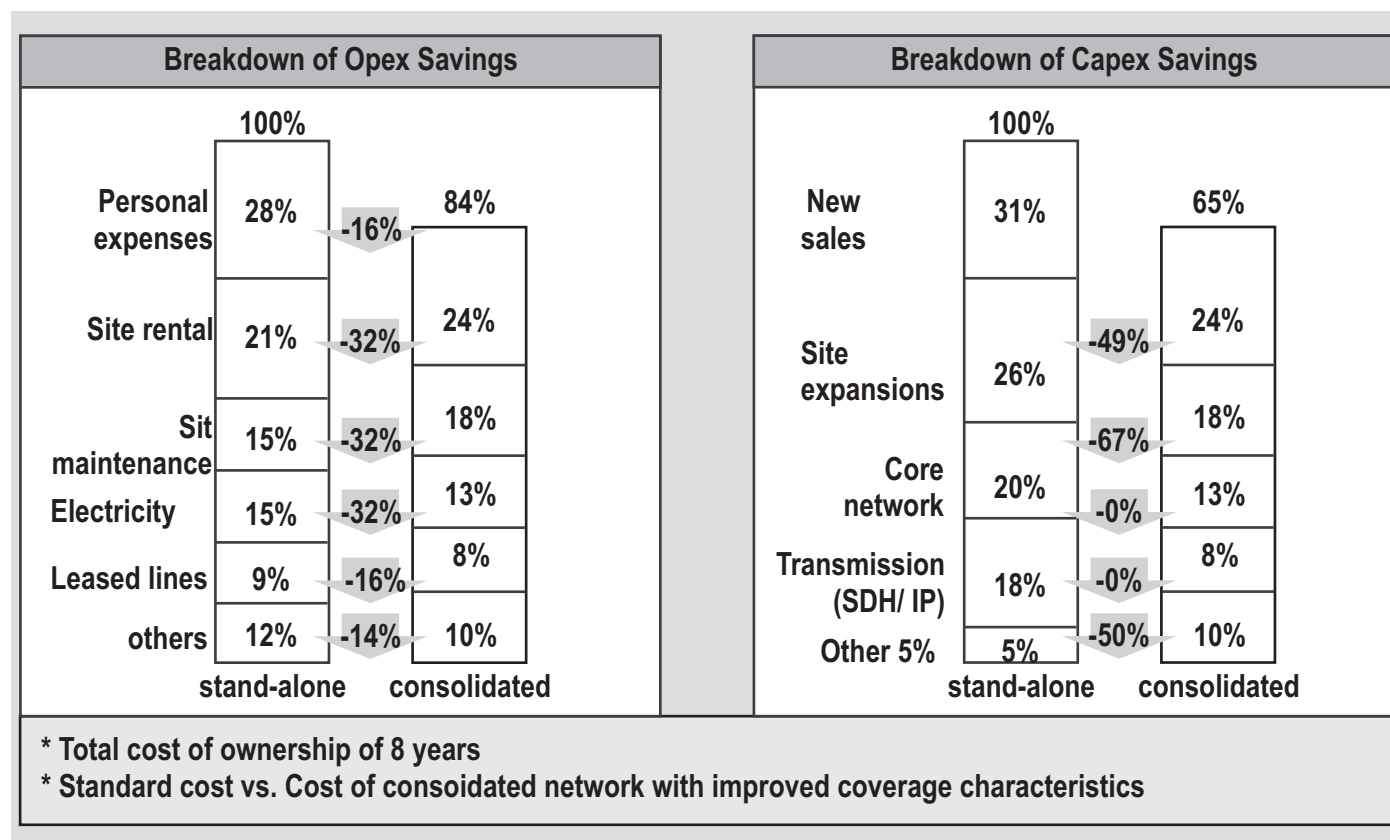 Breakdown of Opex Savings
100%
Personal
expenses
28%
-16%
84%
Site rental
21%
-32%
24%
Sit
maintenance
15%
-32%
18%
Electricity
15%
-32%
13%
Leased lines
9%
-16%
8%
others
12%
-14%
10%
stand-alone
consolidated
Breakdown of Capex Savings
100%
New
sales
31%
65%
Site
expansions
26%
-49%
24%
-67%
18%
Core
network
20%
-0%
13%
Transmission
(SDH/ IP)
18%
-0%
8%
Other 5%
5%
-50%
10%
stand-alone
consolidated
* Total cost of ownership of 8 years
* Standard cost vs. Cost of consoidated network with improved coverage characteristics